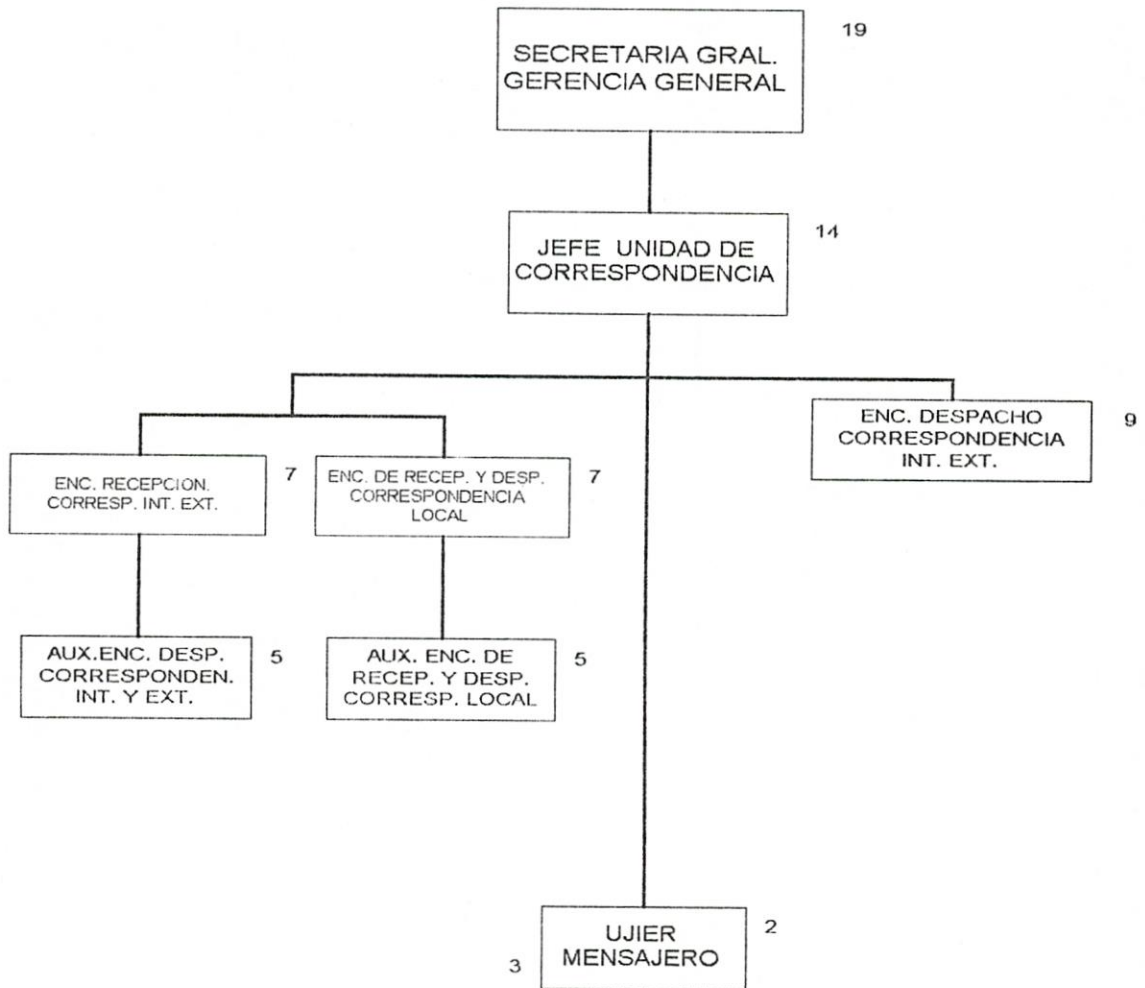 19
SECRETARIA GRAL.
GERENCIA GENERAL
14
JEFE UNIDAD DE
CORRESPONDENCIA
ENC. DESPACHO
CORRESPONDENCIA
INT. EXT.
9
ENC. RECEPCION.
CORRESP. INT. EXT.
7
ENC. DE RECEP. Y DESP.
CORRESPONDENCIA
LOCAL
7
AUX.ENC. DESP.
CORRESPONDEN.
INT. Y EXT.
5
AUX. ENC. DE
RECEP. Y DESP.
CORRESP. LOCAL
5
UJIER
MENSAJERO
2
3